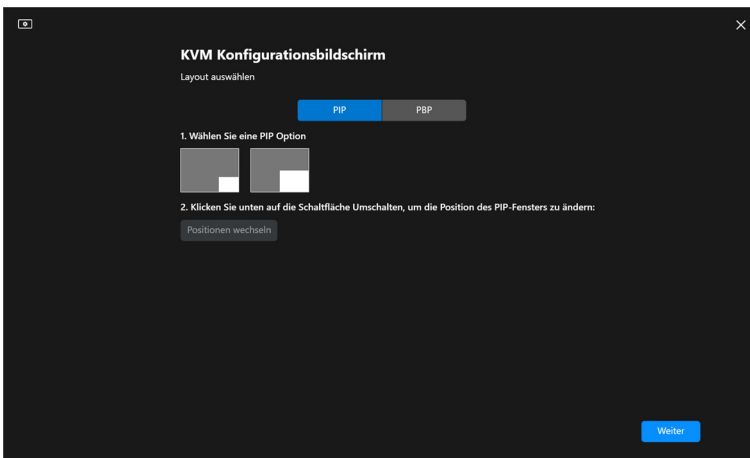 KVM Konfigurationsbildschirm
Layout auswählen
PIP
PBP
1. Wählen Sie eine PIP Option
2. Klicken Sie unten auf die Schaltfläche Umschalten, um die Position des PIP-Fensters zu ändern:
Positionen wechseln
Weiter